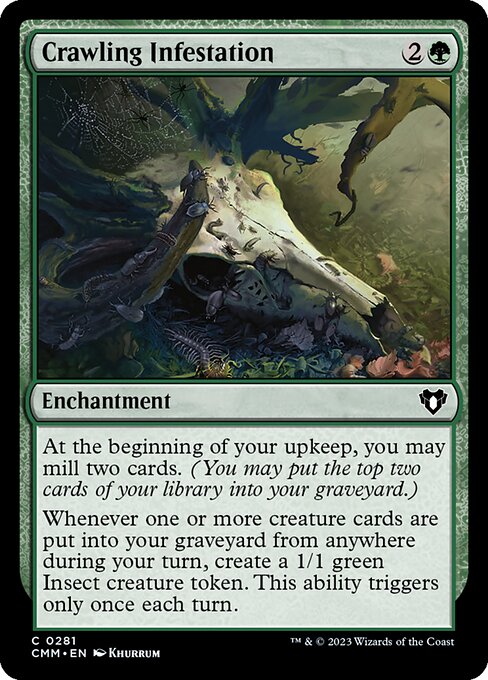 Crawling Infestation 2
Enchantment
At the beginning of your upkeep, you may
mill two cards. (You may put the top two
cards of your library into your graveyard.)
Whenever one or more creature cards are
put into your graveyard from anywhere
during your turn, create a 1/1 green
Insect creature token. This ability triggers
only once each turn.
C 0281
™ & © 2023 Wizards of the Coast
CMM • EN Khurrum